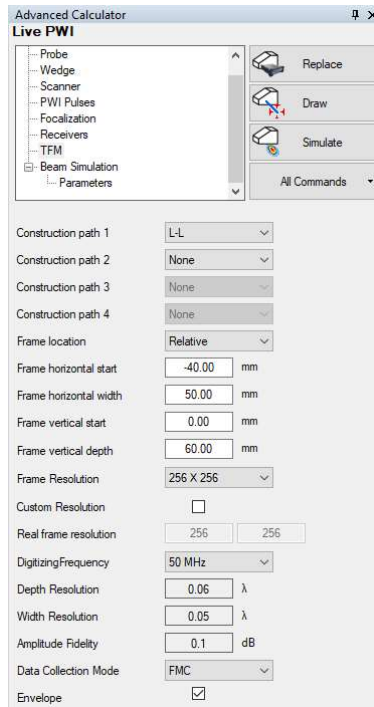 Advanced Calculator
Live PWI
Probe
Wedge
Scanner
PWI Pulses
Focalization
Receivers
TFM
Beam Simulation
Parameters
Replace
Draw
Simulate
All Commands
Construction path 1 L-L
Construction path 2 None
Construction path 3 None
Construction path 4 None
Frame location Relative
Frame horizontal start -40.00 mm
Frame horizontal width 50.00 mm
Frame vertical start 0.00 mm
Frame vertical depth 60.00 mm
Frame Resolution 256 X 256
Custom Resolution
Real frame resolution 256 256
DigitizingFrequency 50 MHz
Depth Resolution 0.06 λ
Width Resolution 0.05 λ
Amplitude Fidelity 0.1 dB
Data Collection Mode FMC
Envelope